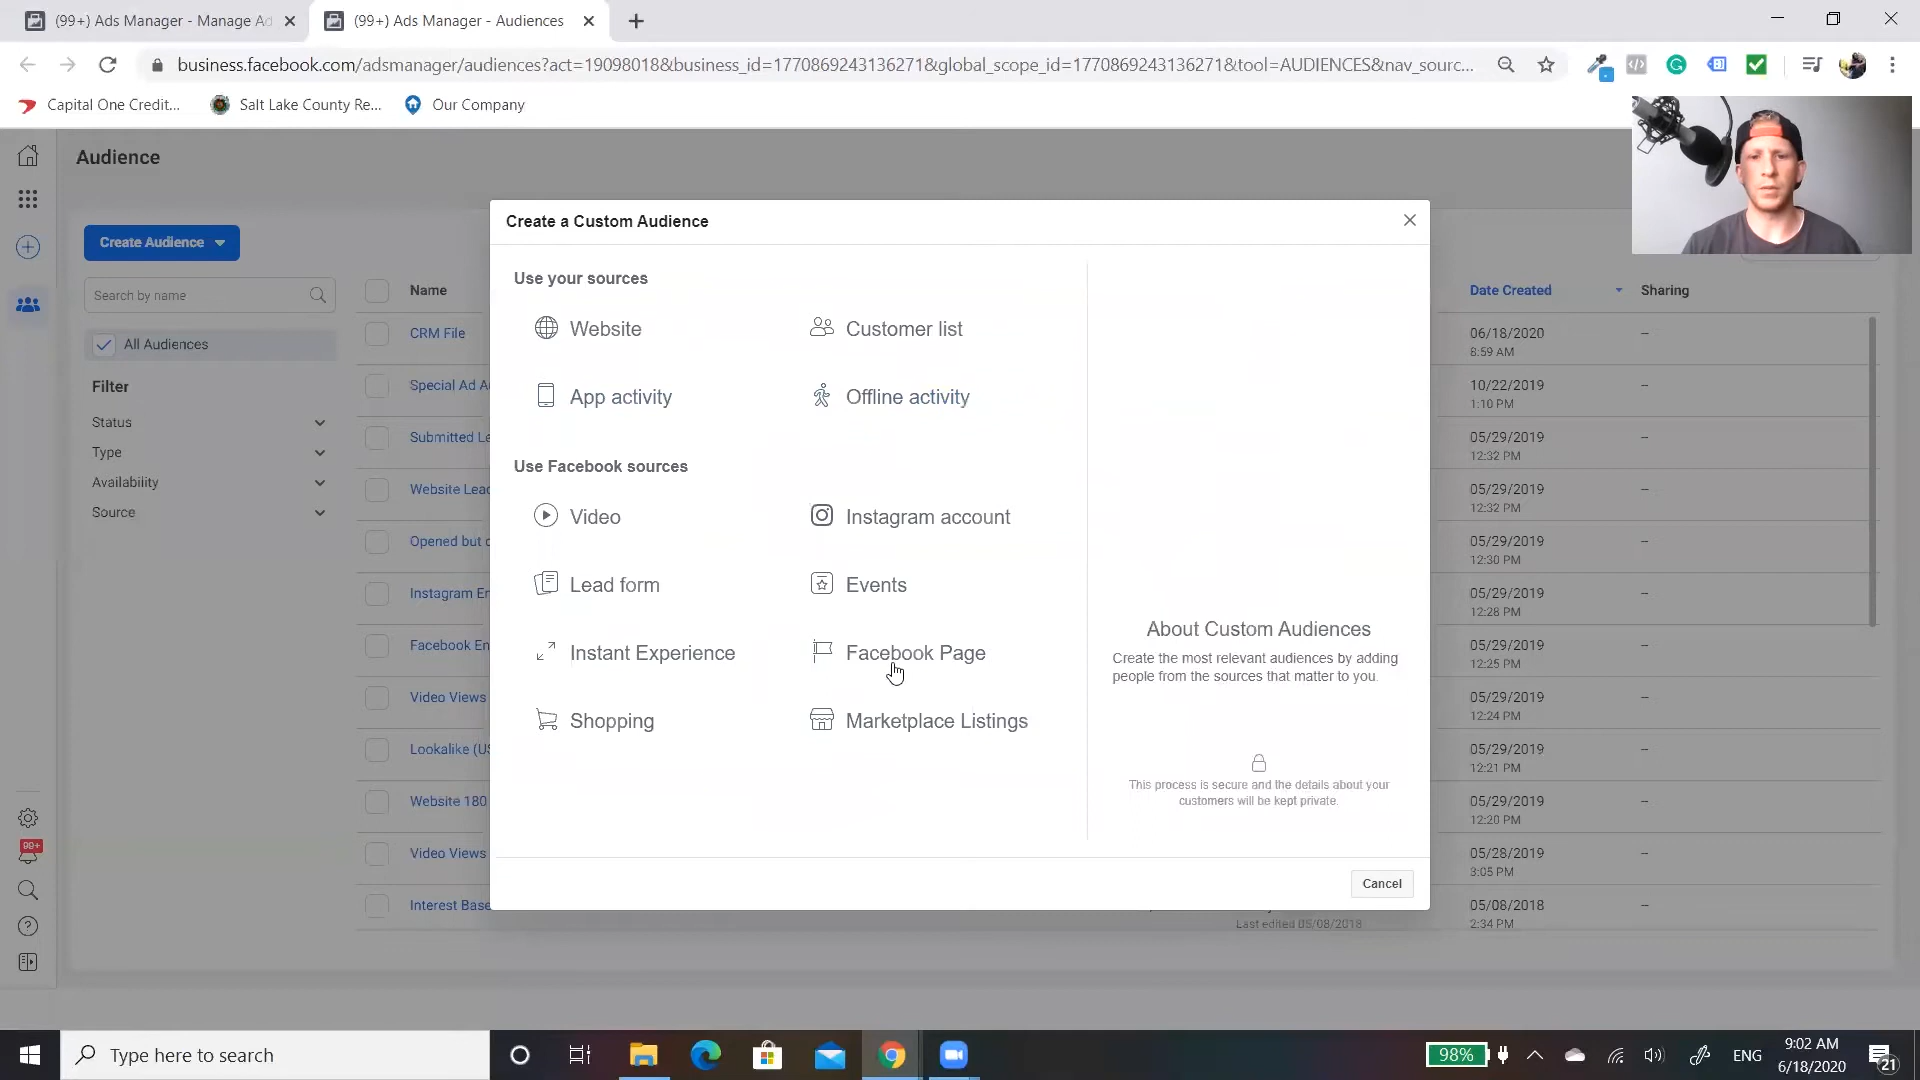 (99+) Ads Manager - Manage Ad
(99+) Ads Manager - Audiences
business.facebook.com/adsmanager/audiences?act=19098018&business_id=1770869243136271&global_scope_id=1770869243136271&tool=AUDIENCES&nav_sourc...
Capital One Credit...
Salt Lake County Re...
Our Company
Audience
Create Audience
Search by name
All Audiences
Filter
Status
Type
Availability
Source
Name
Date Created
Sharing
CRM File
06/18/2020
8:59 AM
--
Special Ad A
10/22/2019
1:10 PM
--
Submitted Le
05/29/2019
12:32 PM
--
Website Lead
05/29/2019
12:32 PM
--
Opened but
05/29/2019
12:30 PM
--
Instagram En
05/29/2019
12:28 PM
--
Facebook En
05/29/2019
12:25 PM
--
Video Views
05/29/2019
12:24 PM
--
Lookalike (US
05/29/2019
12:21 PM
--
Website 180
05/29/2019
12:20 PM
--
Video Views
05/28/2019
3:05 PM
--
Interest Base
Last edited 05/08/2018
05/08/2018
2:34 PM
--
Create a Custom Audience
Use your sources
Website
Customer list
App activity
Offline activity
Use Facebook sources
Video
Instagram account
Lead form
Events
Instant Experience
Facebook Page
Shopping
Marketplace Listings
About Custom Audiences
Create the most relevant audiences by adding
people from the sources that matter to you.
This process is secure and the details about your
customers will be kept private.
Cancel
99+
Type here to search
98%
ENG
9:02 AM
6/18/2020
21